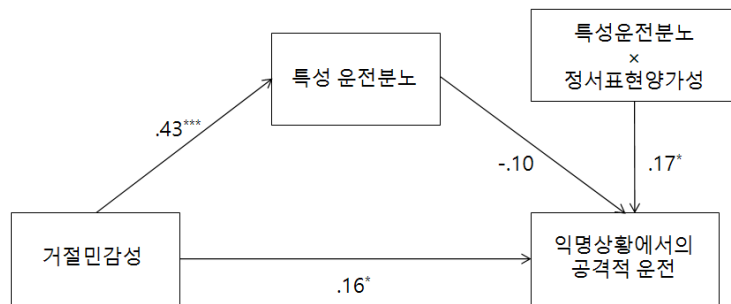 특성운전분노
×
정서표현양가성
특성 운전분노
.43***
-.10
.17*
거절민감성
익명상황에서의
공격적 운전
.16*